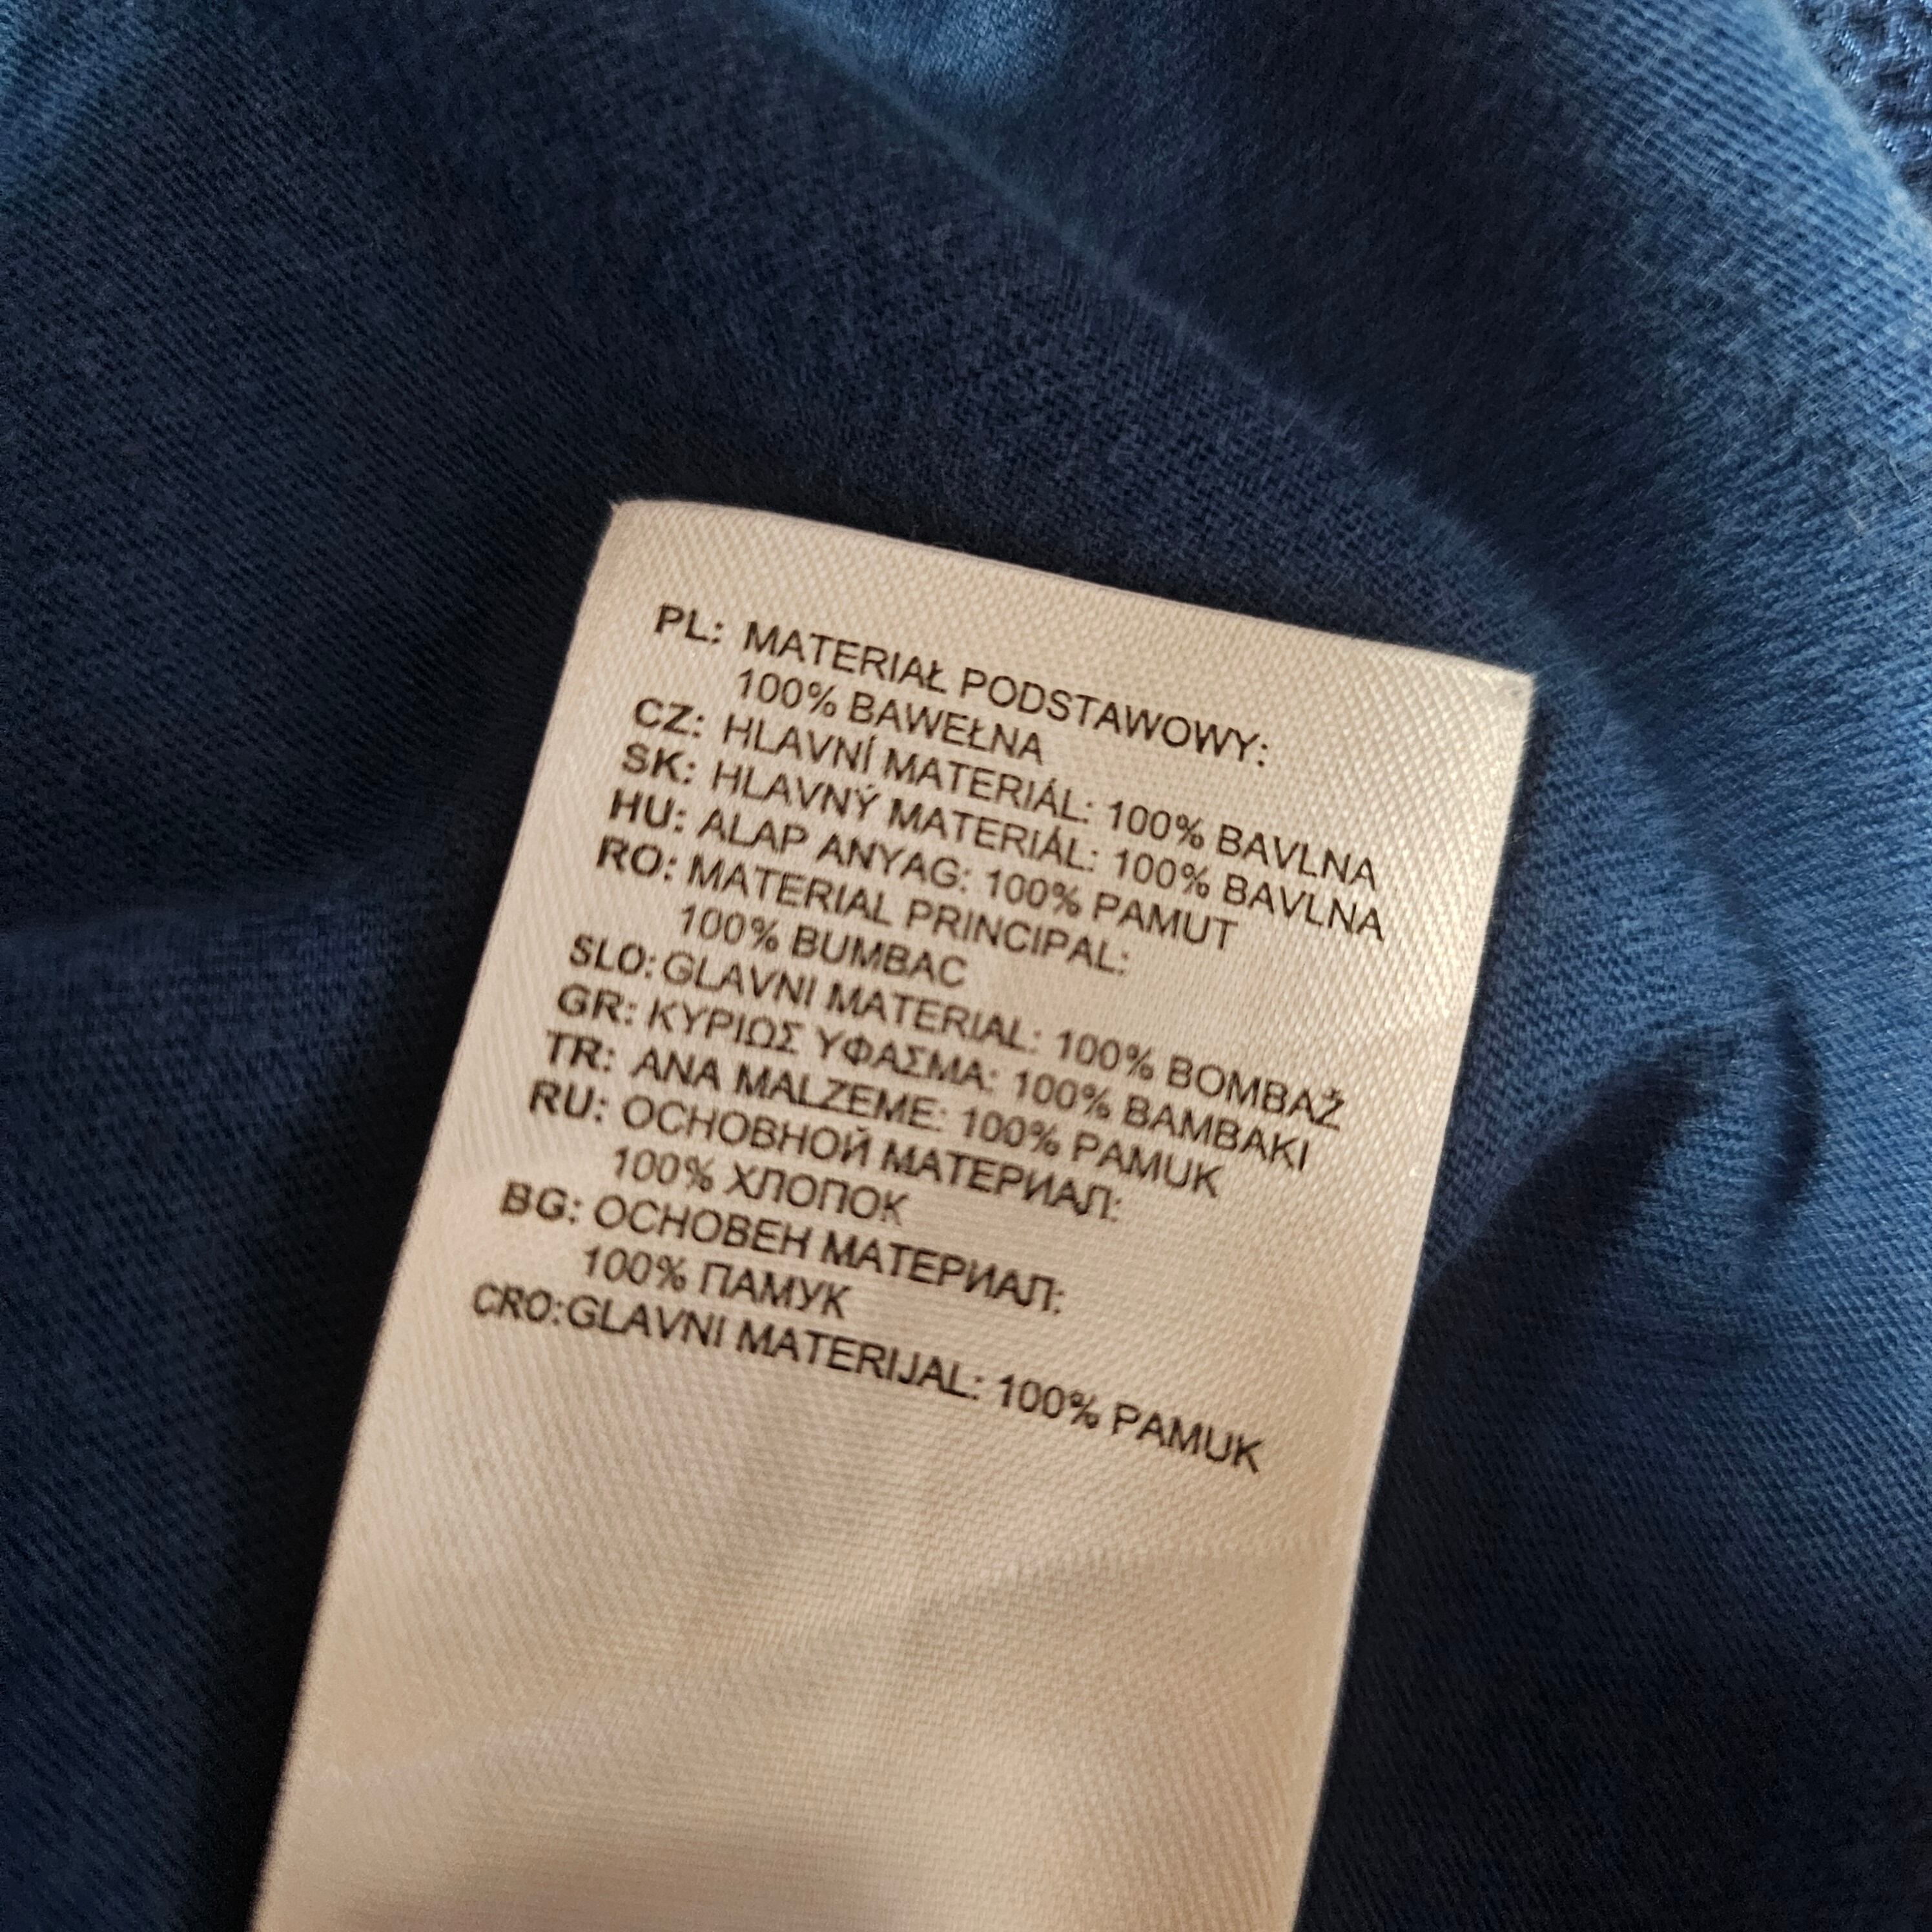 PL: MATERIAŁ PODSTAWOWY:
100% BAWEŁNA
CZ: HLAVNÍ MATERIÁL: 100% BAVLNA
SK: HLAVNÝ MATERIÁL: 100% BAVLNA
HU: ALAP ANYAG: 100% PAMUT
RO: MATERIAL PRINCIPAL:
100% BUMBAC
SLO: GLAVNI MATERIAL: 100% BOMBAŽ
GR: ΚΥΡΙΩΣ ΥΦΑΣΜΑ: 100% ΒΑΜΒΑΚΙ
TR: ANA MALZEME: 100% PAMUK
RU: ОСНОВНОЙ МАТЕРИАЛ:
100% ХЛОПОК
BG: ОСНОВЕН МАТЕРИАЛ:
100% ПАМУК
CRO: GLAVNI MATERIJAL: 100% PAMUK